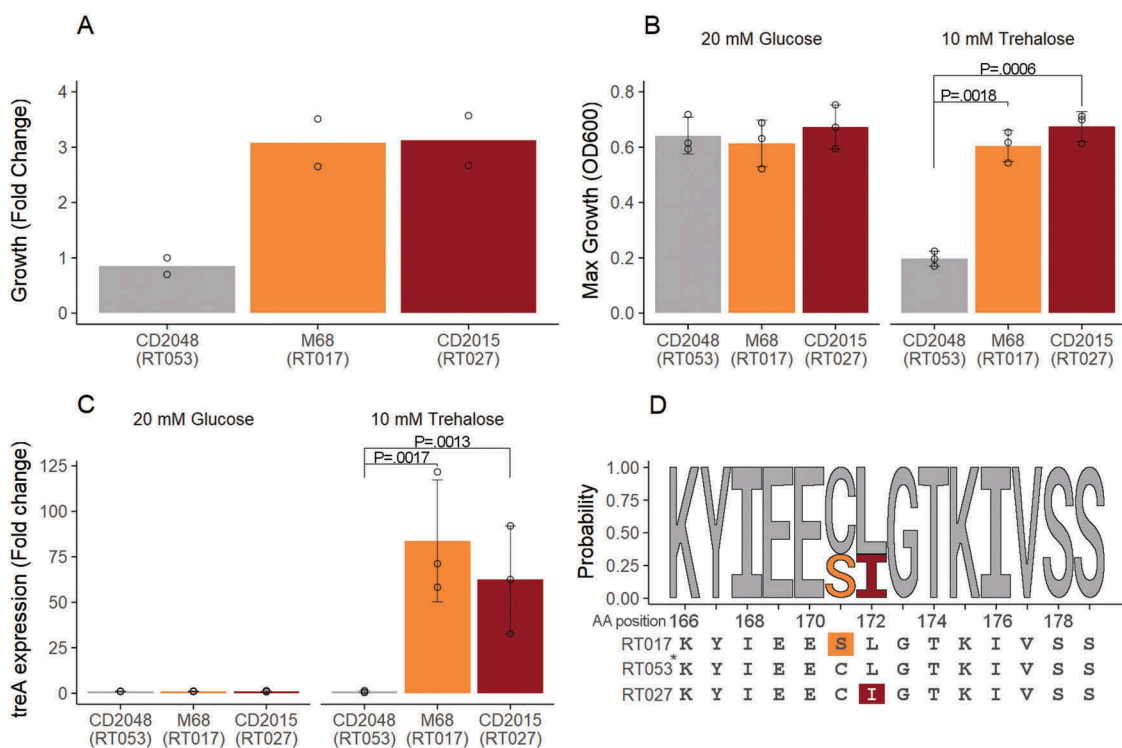 A
Growth (Fold Change)
4
3
2
1
0
CD2048 (RT053)
M68 (RT017)
CD2015 (RT027)
B
20 mM Glucose
10 mM Trehalose
Max Growth (OD600)
0.8
0.6
0.4
0.2
0.0
P=.0006
P=.0018
CD2048 (RT053)
M68 (RT017)
CD2015 (RT027)
CD2048 (RT053)
M68 (RT017)
CD2015 (RT027)
C
20 mM Glucose
10 mM Trehalose
treA expression (Fold change)
125
100
75
50
25
0
P=.0013
P=.0017
CD2048 (RT053)
M68 (RT017)
CD2015 (RT027)
CD2048 (RT053)
M68 (RT017)
CD2015 (RT027)
D
Probability
1.00
0.75
0.50
0.25
0.00
KYIEECLGTKIVSS
SI
AA position 166 168 170 172 174 176 178
RT017 K Y I E E S L G T K I V S S
RT053* K Y I E E C L G T K I V S S
RT027 K Y I E E C I G T K I V S S